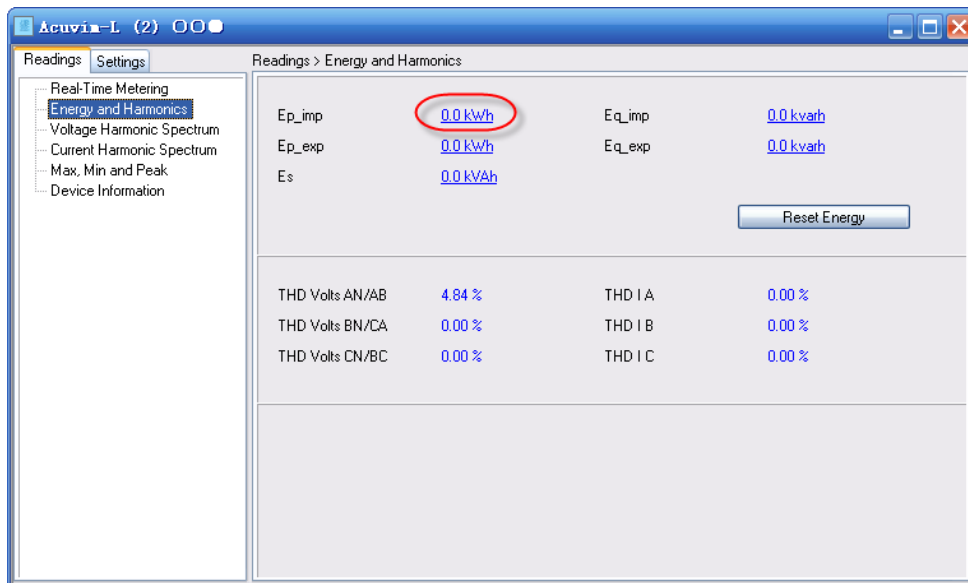 Acuvim-L (2)
Readings Settings
Readings > Energy and Harmonics
Real-Time Metering
Energy and Harmonics
Voltage Harmonic Spectrum
Current Harmonic Spectrum
Max, Min and Peak
Device Information
Ep_imp 0.0 kWh Eq_imp 0.0 kvarh
Ep_exp 0.0 kWh Eq_exp 0.0 kvarh
Es 0.0 kVAh
Reset Energy
THD Volts AN/AB 4.84 % THD I A 0.00 %
THD Volts BN/CA 0.00 % THD I B 0.00 %
THD Volts CN/BC 0.00 % THD I C 0.00 %